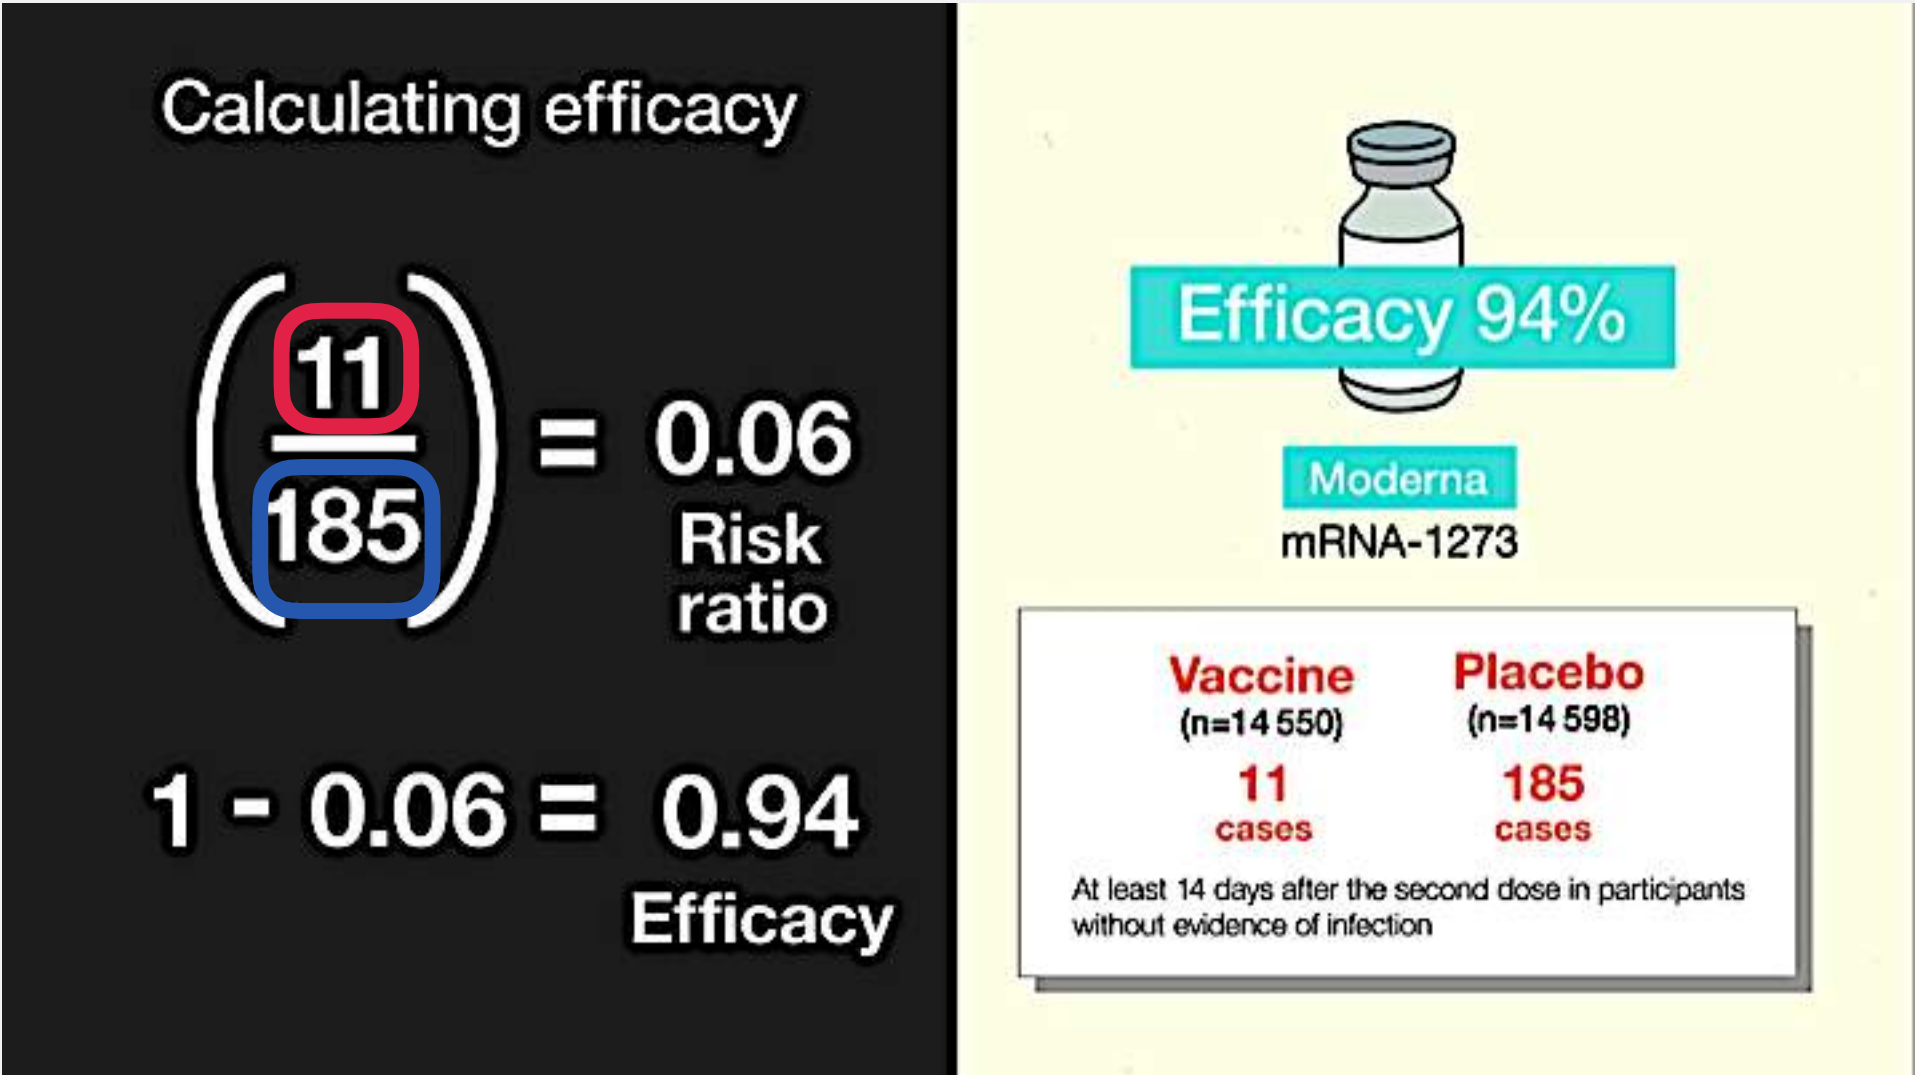 Calculating efficacy
11
185
= 0.06
Risk
ratio
1 - 0.06 = 0.94
Efficacy
Efficacy 94%
Moderna
mRNA-1273
Vaccine Placebo
(n=14 550) (n=14 598)
11 185
cases cases
At least 14 days after the second dose in participants
without evidence of infection